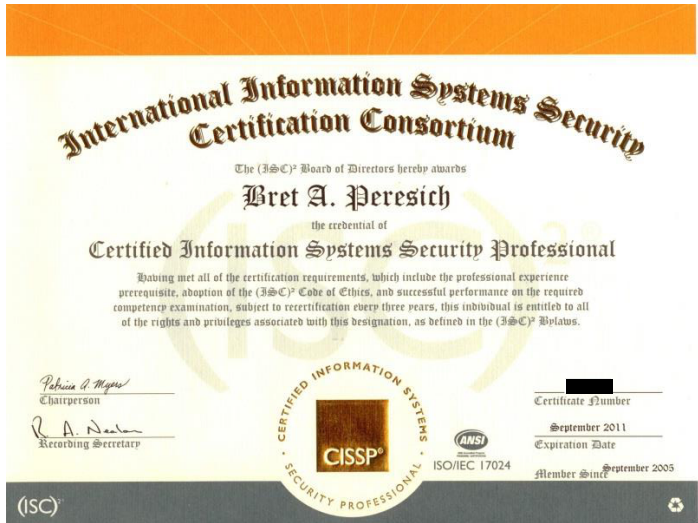 International Information Systems Security
Certification Consortium
The (ISC)² Board of Directors hereby awards
Bret A. Peresich
the credential of
Certified Information Systems Security Professional
Having met all of the certification requirements, which include the professional experience
prerequisite, adoption of the (ISC)² Code of Ethics, and successful performance on the required
competency examination, subject to recertification every three years, this individual is entitled to all
of the rights and privileges associated with this designation, as defined in the (ISC)² Bylaws.
(ISC)²
Patricia A. Myers
Chairperson
R A. Nealon
Recording Secretary
CERTIFIED INFORMATION SYSTEMS
CISSP®
SECURITY PROFESSIONAL
ANSI
ISO/IEC 17024
Certificate Number
September 2011
Expiration Date
Member Since September 2005
(ISC)²